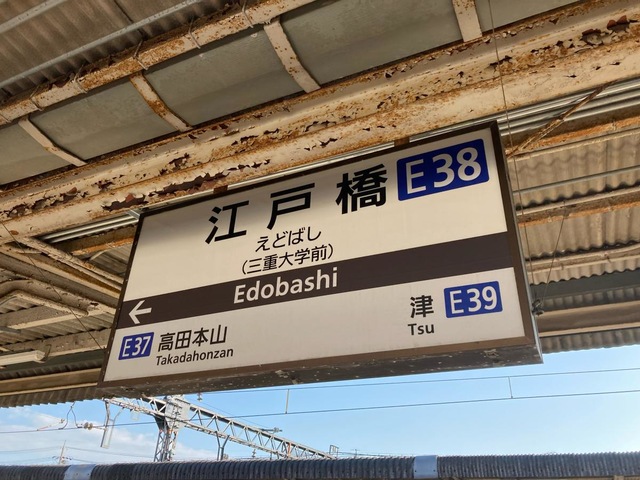 江戸橋 E38
えどばし
(三重大学前)
Edobashi
←
E37 高田本山
Takadahonzan
津 E39
Tsu